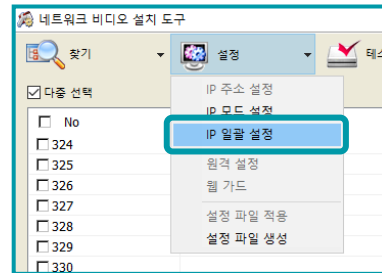 네트워크 비디오 설치 도구
찾기 설정 테스
다중 선택
No
324
325
326
327
328
329
330
IP 주소 설정
IP 모드 설정
IP 일괄 설정
원격 설정
웹 가드
설정 파일 적용
설정 파일 생성